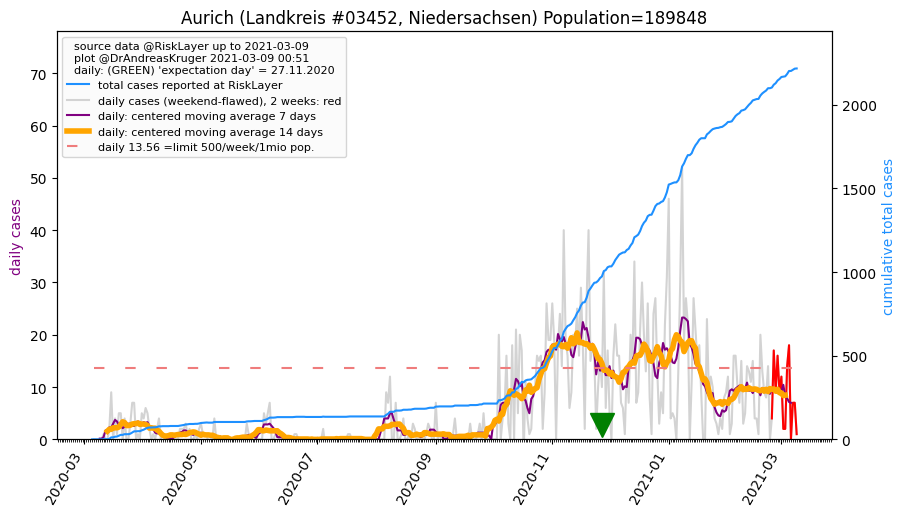 Aurich (Landkreis #03452, Niedersachsen) Population=189848
source data @RiskLayer up to 2021-03-09
plot @DrAndreasKruger 2021-03-09 00:51
daily: (GREEN) 'expectation day' = 27.11.2020
total cases reported at RiskLayer
daily cases (weekend-flawed), 2 weeks: red
daily: centered moving average 7 days
daily: centered moving average 14 days
daily 13.56 =limit 500/week/1mio pop.
daily cases
70
60
50
40
30
20
10
0
cumulative total cases
2000
1500
1000
500
0
2020-03
2020-05
2020-07
2020-09
2020-11
2021-01
2021-03